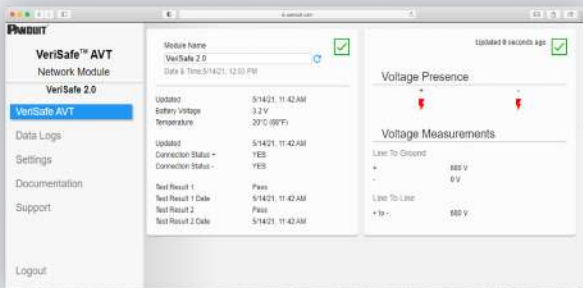 PANDUIT
VeriSafe™ AVT
Network Module
VeriSafe 2.0
VeriSafe AVT
Data Logs
Settings
Documentation
Support
Logout
Module Name
VeriSafe 2.0
Date & Time:5/14/21, 12:03 PM
Updated 5/14/21, 11:42 AM
Battery Voltage 3.2 V
Temperature 20°C (68°F)
Updated 5/14/21, 11:42 AM
Connection Status + YES
Connection Status - YES
Test Result 1 Pass
Test Result 1 Date 5/14/21, 11:42 AM
Test Result 2 Pass
Test Result 2 Date 5/14/21, 11:42 AM
Updated 8 seconds ago
Voltage Presence
+ -
Voltage Measurements
Line To Ground
+ 680 V
- 0 V
Line To Line
+ to - 680 V